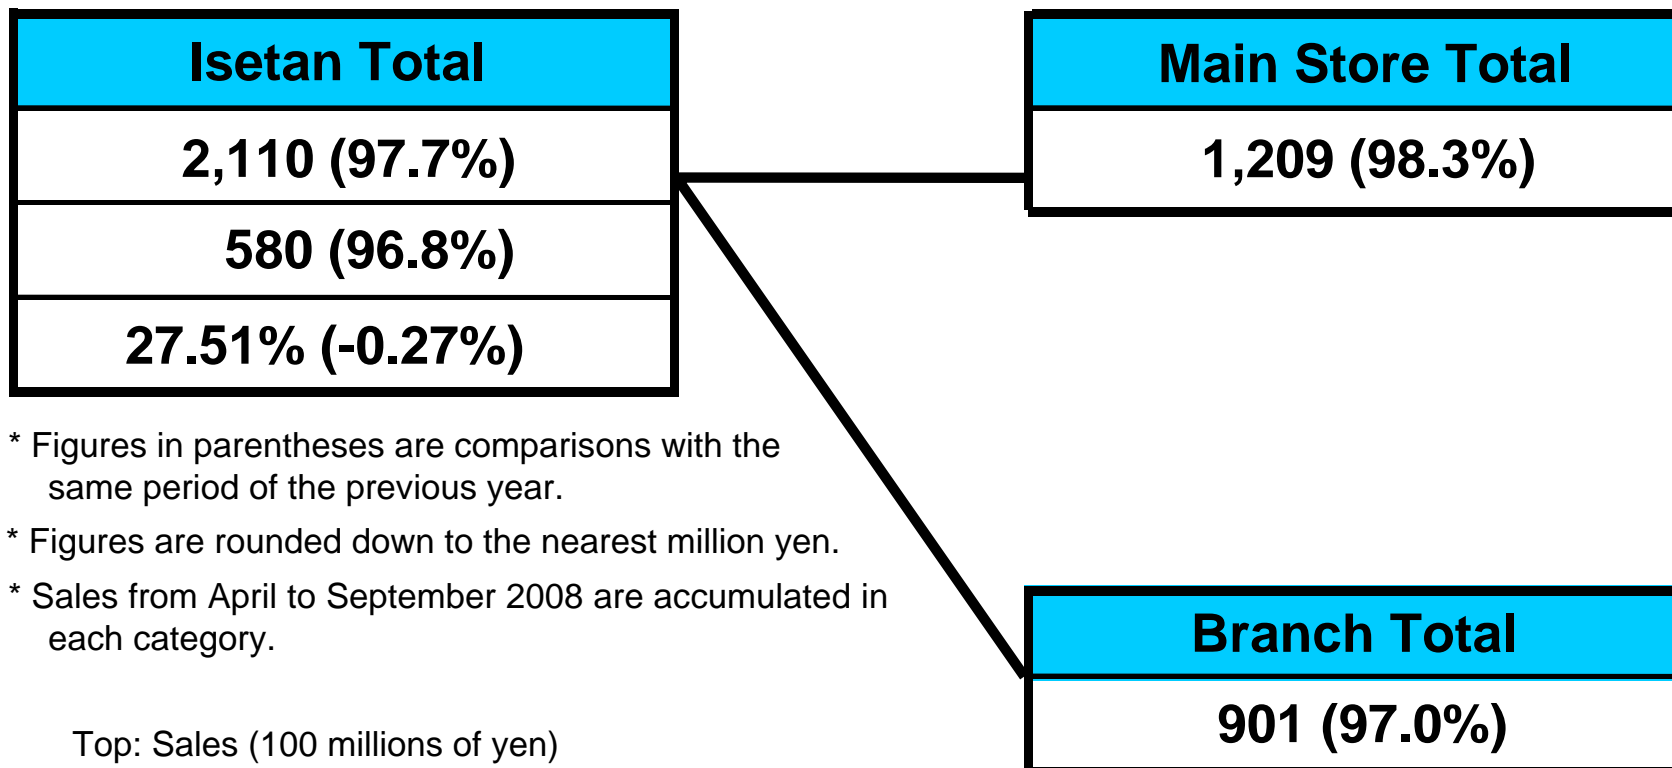 Isetan Total
2,110 (97.7%)
580 (96.8%)
27.51% (-0.27%)
* Figures in parentheses are comparisons with the
same period of the previous year.
* Figures are rounded down to the nearest million yen.
* Sales from April to September 2008 are accumulated in
each category.
Top: Sales (100 millions of yen)
Main Store Total
1,209 (98.3%)
Branch Total
901 (97.0%)